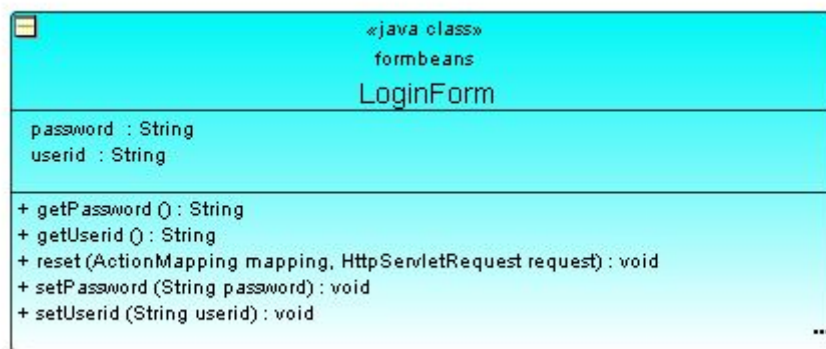 «java class»
formbeans
LoginForm
password : String
userid : String
+ getPassword () : String
+ getUserid () : String
+ reset (ActionMapping mapping, HttpServletRequest request) : void
+ setPassword (String password) : void
+ setUserid (String userid) : void
...